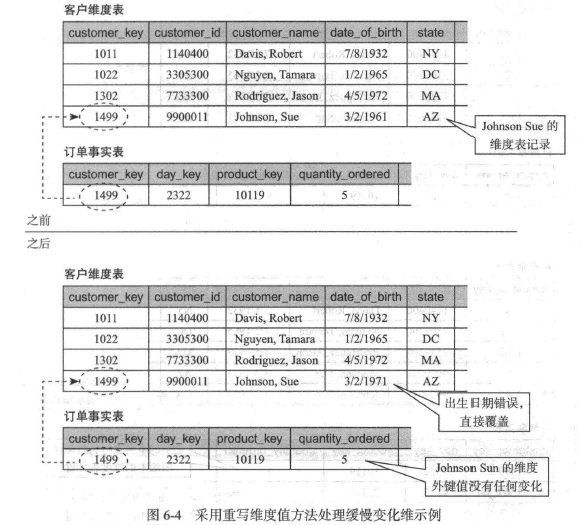 客户维度表
customer_key customer_id customer_name date_of_birth state
1011 1140400 Davis, Robert 7/8/1932 NY
1022 3305300 Nguyen, Tamara 1/2/1965 DC
1302 7733300 Rodriguez, Jason 4/5/1972 MA
1499 9900011 Johnson, Sue 3/2/1961 AZ
Johnson Sue 的
维度表记录
订单事实表
customer_key day_key product_key quantity_ordered
1499 2322 10119 5
之前
之后
客户维度表
customer_key customer_id customer_name date_of_birth state
1011 1140400 Davis, Robert 7/8/1932 NY
1022 3305300 Nguyen, Tamara 1/2/1965 DC
1302 7733300 Rodriguez, Jason 4/5/1972 MA
1499 9900011 Johnson, Sue 3/2/1971 AZ
出生日期错误，
直接覆盖
订单事实表
customer_key day_key product_key quantity_ordered
1499 2322 10119 5
Johnson Sun 的维度
外键值没有任何变化
图 6-4 采用重写维度值方法处理缓慢变化维示例